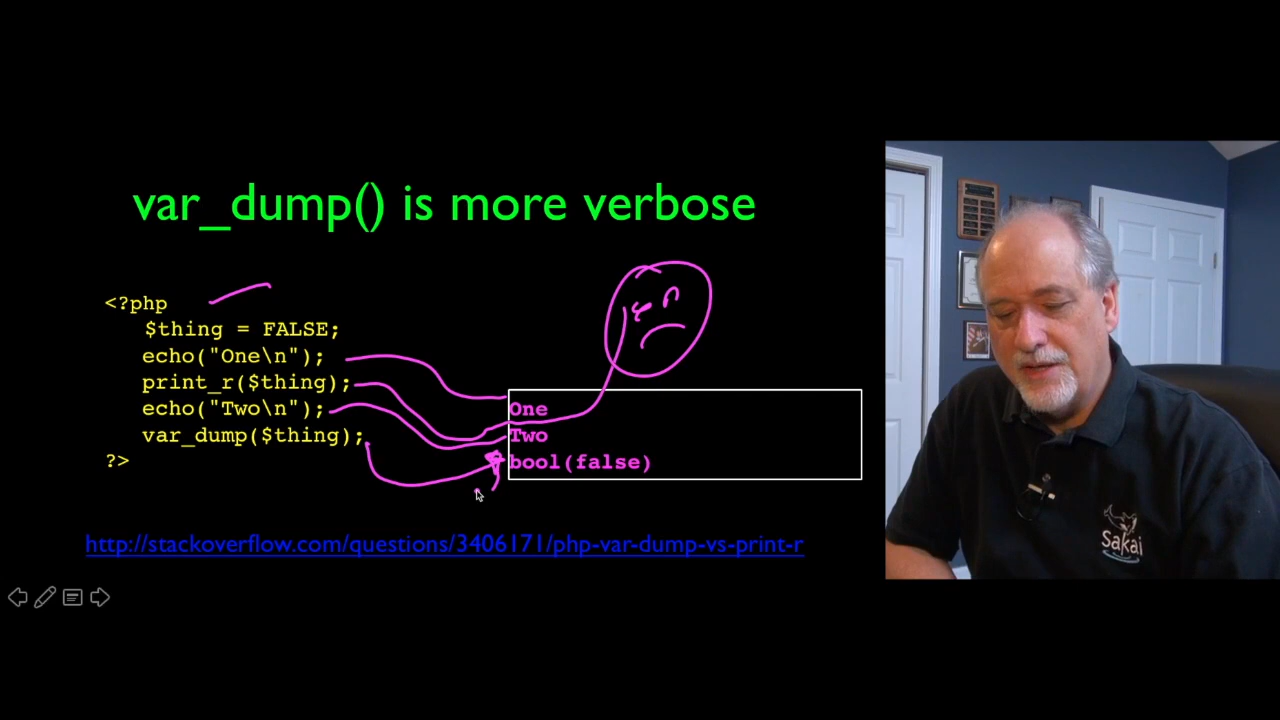 var_dump() is more verbose
<?php
$thing = FALSE;
echo("One\n");
print_r($thing);
echo("Two\n");
var_dump($thing);
?>
One
Two
bool(false)
http://stackoverflow.com/questions/3406171/php-var-dump-vs-print-r
Sakai